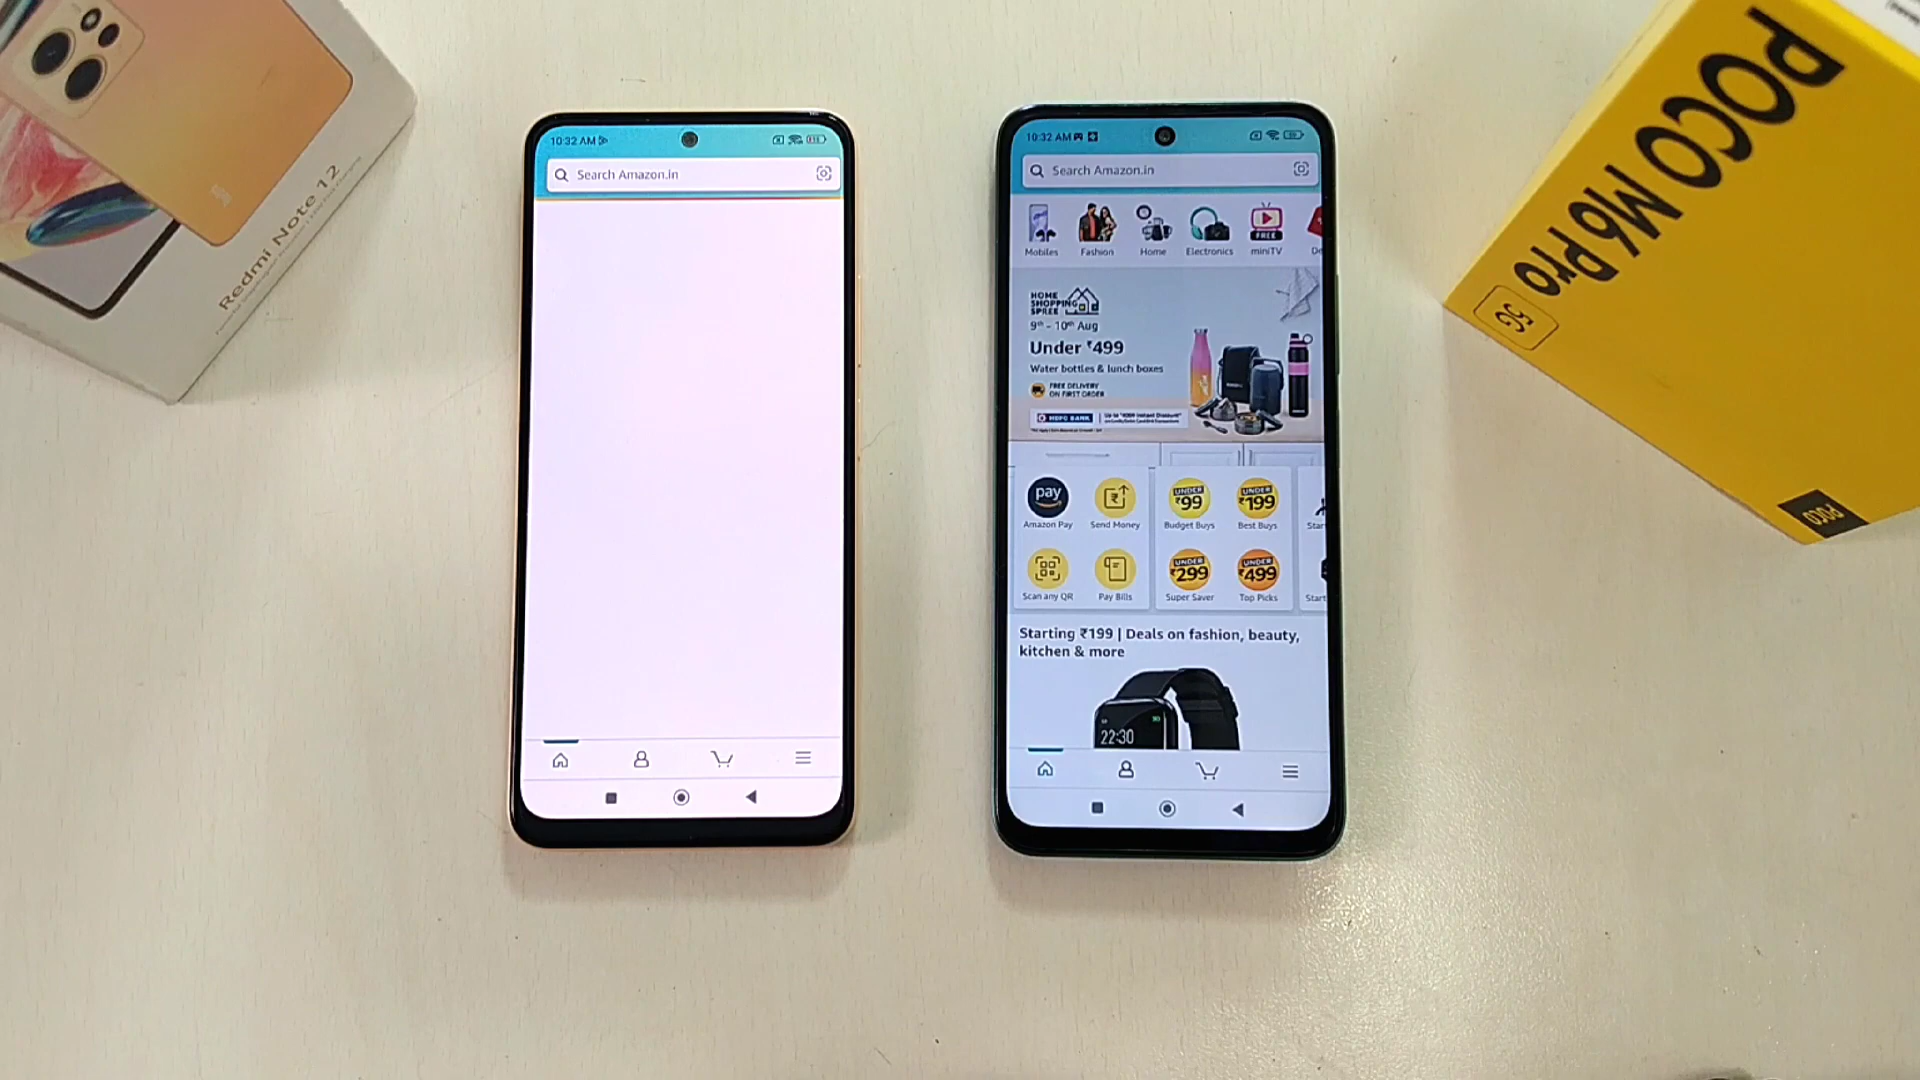 Redmi Note 12
10:32 AM
Search Amazon.in
10:32 AM
Search Amazon.in
Mobiles
Fashion
Home
Electronics
FREE
miniTV
HOME
SHOPPING
SPREE
9th - 10th Aug
Under ₹499
Water bottles & lunch boxes
FREE DELIVERY
ON FIRST ORDER
HDFC BANK
pay
Amazon Pay
Send Money
UNDER
₹99
Budget Buys
UNDER
₹199
Best Buys
Scan any QR
Pay Bills
UNDER
₹299
Super Saver
UNDER
₹499
Top Picks
Starting ₹199 | Deals on fashion, beauty,
kitchen & more
22:30
POCO M6 Pro
5G
POCO